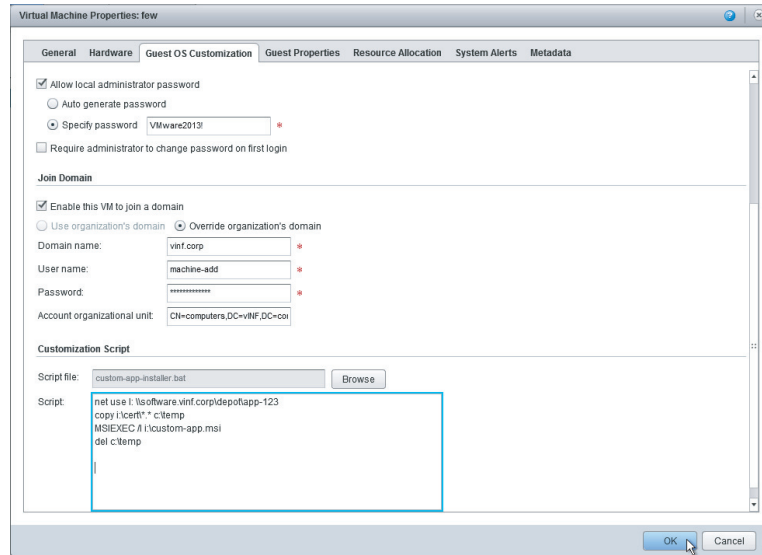 Virtual Machine Properties: few
General Hardware Guest OS Customization Guest Properties Resource Allocation System Alerts Metadata
Allow local administrator password
Auto generate password
Specify password VMware2013! *
Require administrator to change password on first login
Join Domain
Enable this VM to join a domain
Use organization's domain Override organization's domain
Domain name: vinf.corp *
User name: machine-add *
Password: ************* *
Account organizational unit: CN=computers,DC=vINF,DC=cor
Customization Script
Script file: custom-app-installer.bat Browse
Script: net use I: \\software.vinf.corp\depot\app-123
copy i:\cert\*.* c:\temp
MSIEXEC /I i:\custom-app.msi
del c:\temp
OK Cancel